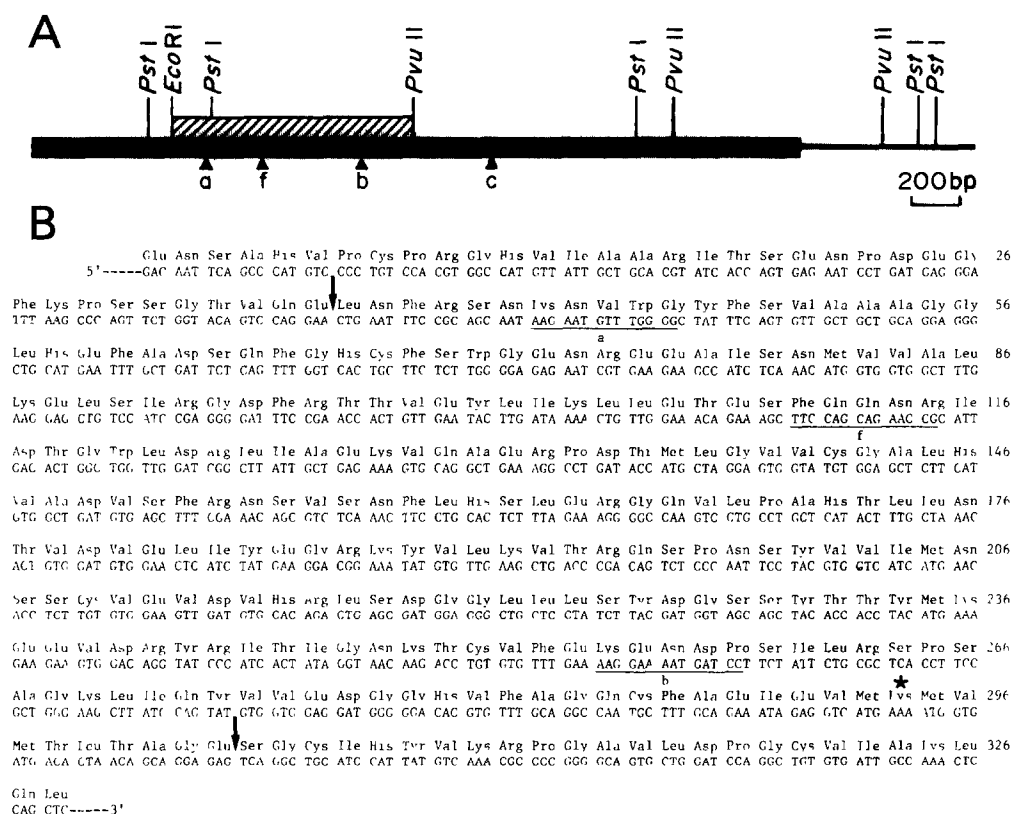 A
Pst I
EcoRI
Pst I
Pvu II
Pst I
Pvu II
Pvu II
Pst I
Pst I
a f b c
200 bp
B
Glu Asn Ser Ala His Val Pro Cys Pro Arg Gly His Val Ile Ala Ala Arg Ile Thr Ser Glu Asn Pro Asp Glu Gly 26
5'-----GAC AAT TCA GCC CAT GTC CCC TGT CCA CGT GGC CAT GTT ATT GCT GCA CGT ATC ACC AGT GAG AAT CCT GAT GAG GGA
Phe Lys Pro Ser Ser Gly Thr Val Gln Glu Leu Asn Phe Arg Ser Asn Lys Asn Val Trp Gly Tyr Phe Ser Val Ala Ala Ala Gly Gly 56
TTT AAG CCC AGT TCT GGT ACA GTC CAG GAA CTG AAT TTC CGC AGC AAT AAG AAT GTT TGG GGC TAT TTC AGT GTT GCT GCT GCA GGA GGG
a
Leu His Glu Phe Ala Asp Ser Gln Phe Gly His Cys Phe Ser Trp Gly Glu Asn Arg Glu Glu Ala Ile Ser Asn Met Val Val Ala Leu 86
CTG CAT GAA TTT GCT GAT TCT CAG TTT GGT CAC TGC TTC TCT TGG GGA GAG AAT CGT GAA GAA GCC ATC TCA AAC ATG GTG GTG GCT TTG
Lys Glu Leu Ser Ile Arg Gly Asp Phe Arg Thr Thr Val Glu Tyr Leu Ile Lys Leu Leu Glu Thr Glu Ser Phe Gln Gln Asn Arg Ile 116
AAG GAG CTG TCC ATC CGA GGG GAT TTC CGA ACC ACT GTT GAA TAC TTG ATA AAA CTG TTG GAA ACA GAA AGC TTC CAG CAG AAC CGC ATT
f
Asp Thr Gly Trp Leu Asp Arg Leu Ile Ala Glu Lys Val Gln Ala Glu Arg Pro Asp Thr Met Leu Gly Val Val Cys Gly Ala Leu His 146
GAC ACT GGC TGG TTG GAT CGG CTT ATT GCT GAG AAA GTG CAG GCT GAA AGG CCT GAT ACC ATG CTA GGA GTG GTA TGT GGA GCT CTT CAT
Val Ala Asp Val Ser Phe Arg Asn Ser Val Ser Asn Phe Leu His Ser Leu Glu Arg Gly Gln Val Leu Pro Ala His Thr Leu Leu Asn 176
GTG GCT GAT GTG AGC TTT CGA AAC AGC GTC TCA AAC TTC CTG CAC TCT TTA GAA AGG GGC CAA GTC CTG CCT GCT CAT ACT TTG CTA AAC
Thr Val Asp Val Glu Leu Ile Tyr Glu Gly Arg Lys Tyr Val Leu Lys Val Thr Arg Gln Ser Pro Asn Ser Tyr Val Val Ile Met Asn 206
ACT GTG GAT GTG GAA CTC ATC TAT GAA GGA CGG AAA TAT GTG TTG AAG CTG ACC CGA CAG TCT CCC AAT TCC TAC GTG GTC ATC ATG AAC
Ser Ser Cys Val Glu Val Asp Val His Arg Leu Ser Asp Gly Gly Leu Leu Leu Ser Tyr Asp Gly Ser Ser Tyr Thr Thr Tyr Met Lys 236
ACC TCT TGT GTG GAA GTT GAT GTG CAC AGA CTG AGC GAT GGA GGG CTG CTC CTA TCT TAC GAT GGT AGC AGC TAC ACC ACC TAC ATG AAA
Glu Glu Val Asp Arg Tyr Arg Ile Thr Ile Gly Asn Lys Thr Cys Val Phe Glu Lys Glu Asn Asp Pro Ser Ile Leu Arg Ser Pro Ser 266
GAA GAA GTG GAC AGG TAT CGC ATC ACT ATA GGT AAC AAG ACC TGT GTG TTT GAA AAG GAA AAT GAT CCT TCT ATT CTG CGC TCA CCT TCC
b
★
Ala Gly Lys Leu Ile Gln Tyr Val Val Glu Asp Gly Gly His Val Phe Ala Gly Gln Cys Phe Ala Glu Ile Glu Val Met Lys Met Val 296
GCT GGG AAG CTT ATC CAG TAT GTG GTC GAG GAT GGG GGA CAC GTG TTT GCA GGC CAA TGC TTT GCA GAA ATA GAG GTC ATG AAA ATG GTG
Met Thr Leu Thr Ala Gly Glu Ser Gly Cys Ile His Tyr Val Lys Arg Pro Gly Ala Val Leu Asp Pro Gly Cys Val Ile Ala Lys Leu 326
ATG ACA CTA ACA GCA GGA GAG TCA GGC TGC ATC CAT TAT GTC AAA CGC CCC GGG GCA GTG CTG GAT CCA GGC TGT GTG ATT GCC AAA CTC
Gln Leu
CAG CTC-----3'